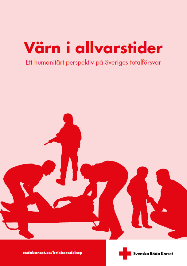 Värn i allvarstider
Ett humanitärt perspektiv på Sveriges totalförsvar
Svenska Röda Korset